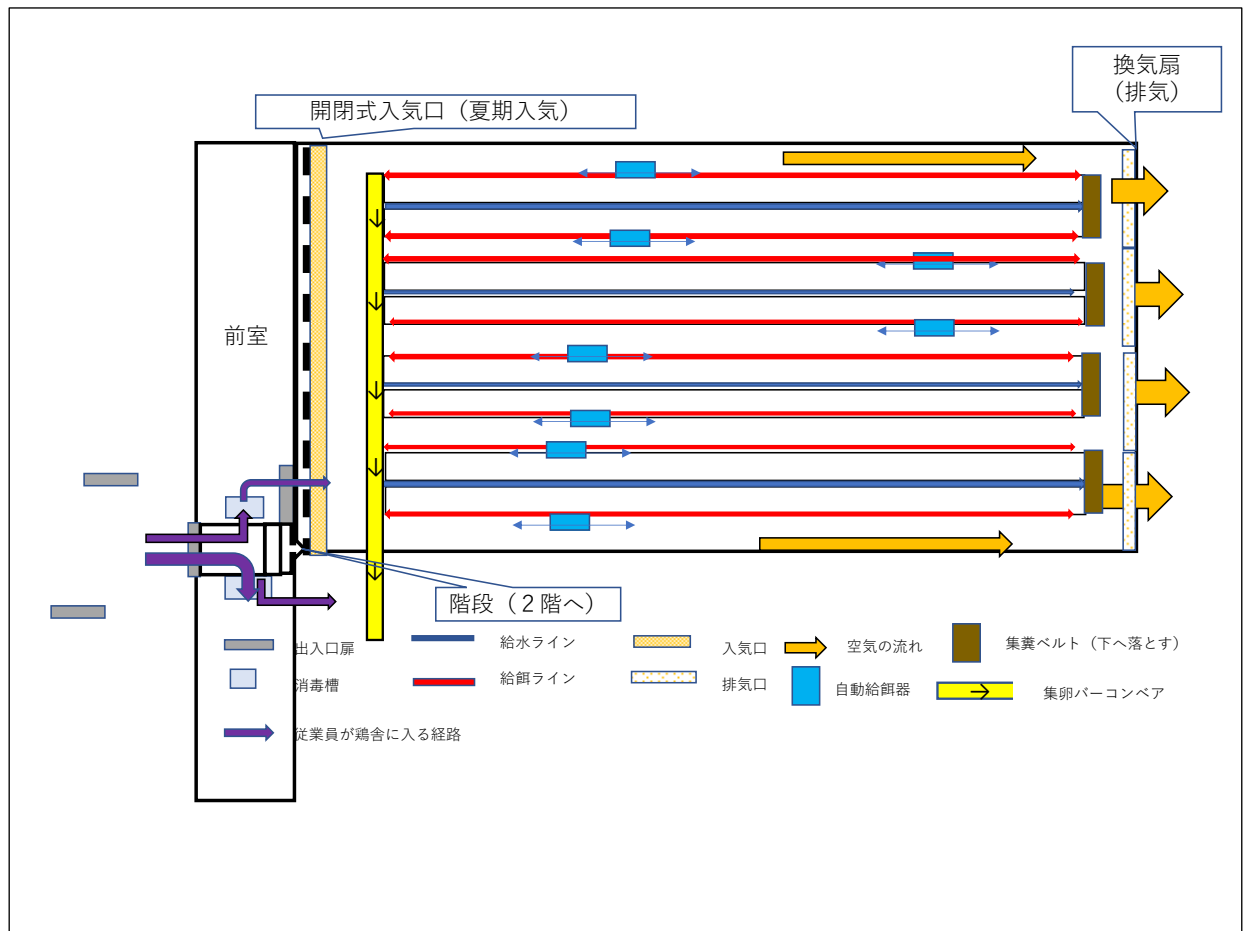 換気扇
(排気)
開閉式入気口（夏期入気）
前室
階段（２階へ）
出入口扉
給水ライン
入気口
空気の流れ
集糞ベルト（下へ落とす）
消毒槽
給餌ライン
排気口
自動給餌器
集卵バーコンベア
従業員が鶏舎に入る経路